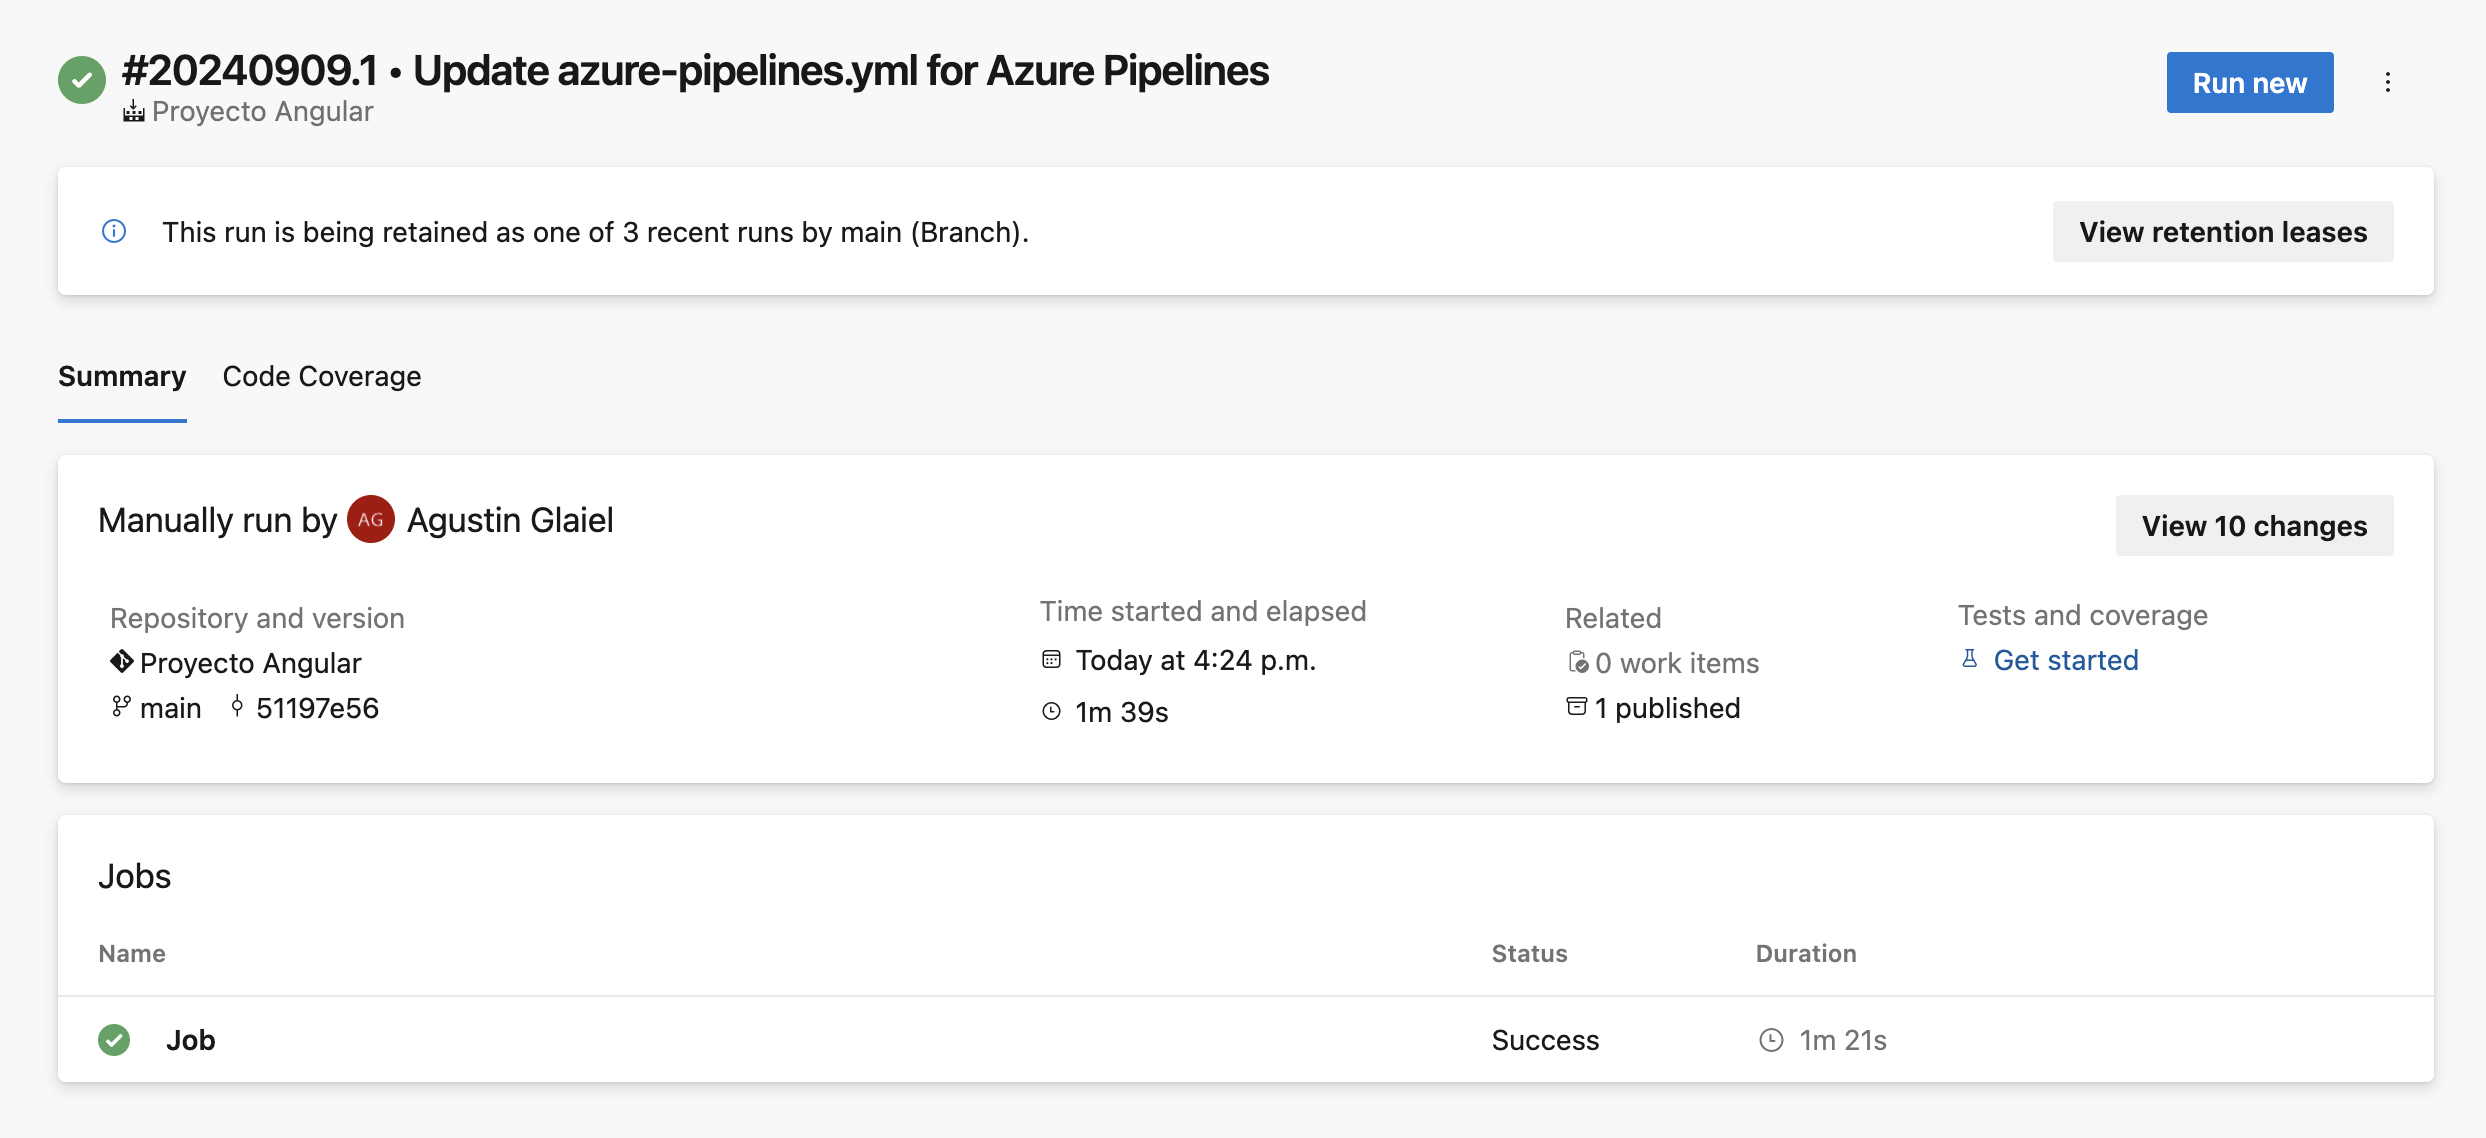 #20240909.1 • Update azure-pipelines.yml for Azure Pipelines
Proyecto Angular
Run new
This run is being retained as one of 3 recent runs by main (Branch).
View retention leases
Summary
Code Coverage
Manually run by AG Agustin Glaiel
View 10 changes
Repository and version
Proyecto Angular
main 51197e56
Time started and elapsed
Today at 4:24 p.m.
1m 39s
Related
0 work items
1 published
Tests and coverage
Get started
Jobs
Name Status Duration
Job Success 1m 21s